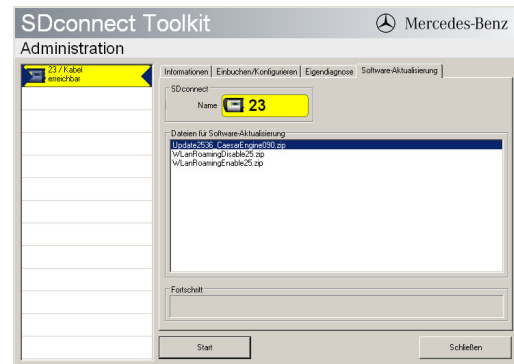 SDconnect Toolkit
Mercedes-Benz
Administration
23 / Kabel
erreichbar
Informationen Einbuchen/Konfigurieren Eigendiagnose Software-Aktualisierung
SDconnect
Name 23
Dateien für Software-Aktualisierung
Update2536_CaesarEngine090.zip
WLanRoamingDisable25.zip
WLanRoamingEnable25.zip
Fortschritt
Start Schließen